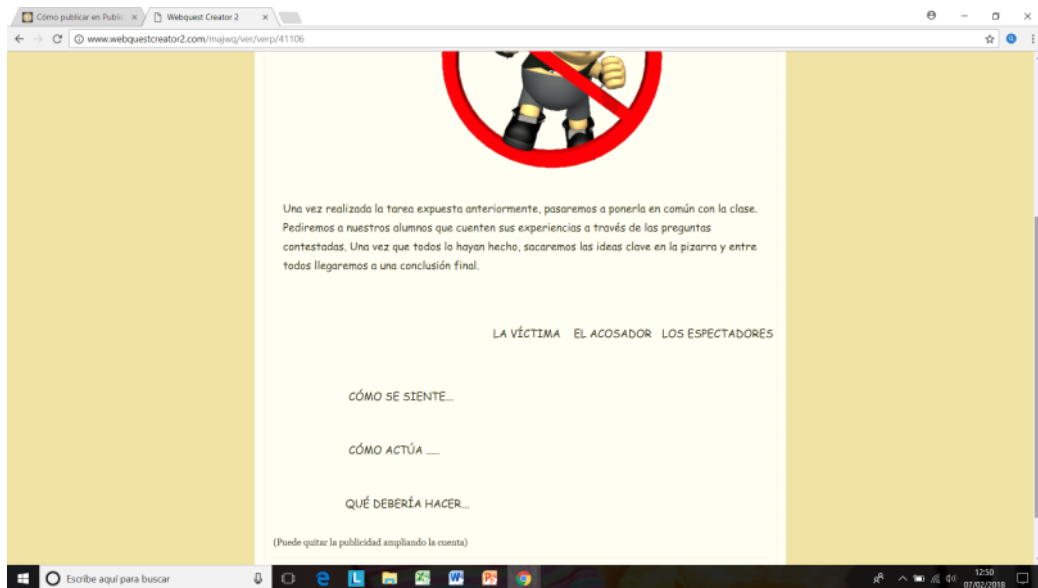 Cómo publicar en Public
Webquest Creator 2
www.webquestcreator2.com/majwq/ver/verp/41106
Una vez realizada la tarea expuesta anteriormente, pasaremos a ponerla en común con la clase.
Pediremos a nuestros alumnos que cuenten sus experiencias a través de las preguntas
contestadas. Una vez que todos lo hayan hecho, sacaremos las ideas clave en la pizarra y entre
todos llegaremos a una conclusión final.
LA VÍCTIMA EL ACOSADOR LOS ESPECTADORES
CÓMO SE SIENTE...
CÓMO ACTÚA .....
QUÉ DEBERÍA HACER...
(Puede quitar la publicidad ampliando la cuenta)
Escribe aquí para buscar
12:50
07/02/2018